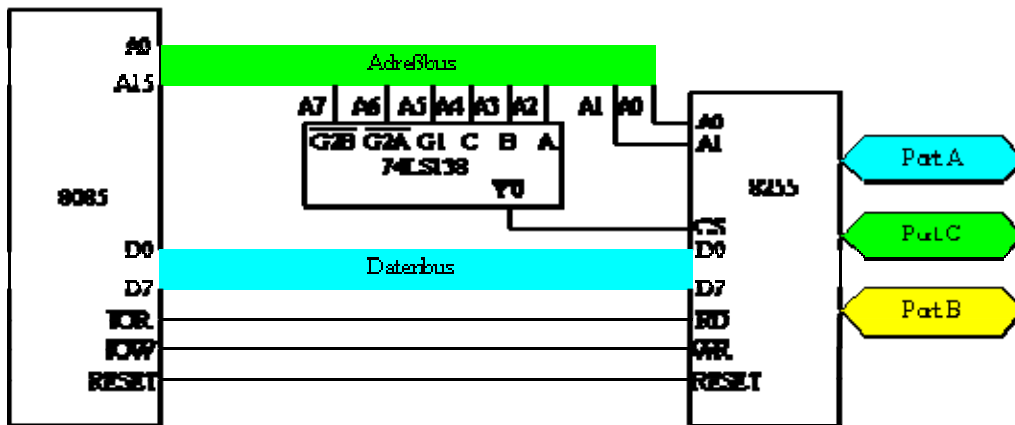 A0
Adreßbus
A15
A7 A6 A5 A4 A3 A2 A1 A0
A0
G2B G2A G1 C B A
A1
74LS138
Port A
Y0
8255
8085
CS
Port C
D0
D0
Datenbus
D7
D7
Port B
IOR
RD
IOW
WR
RESET
RESET